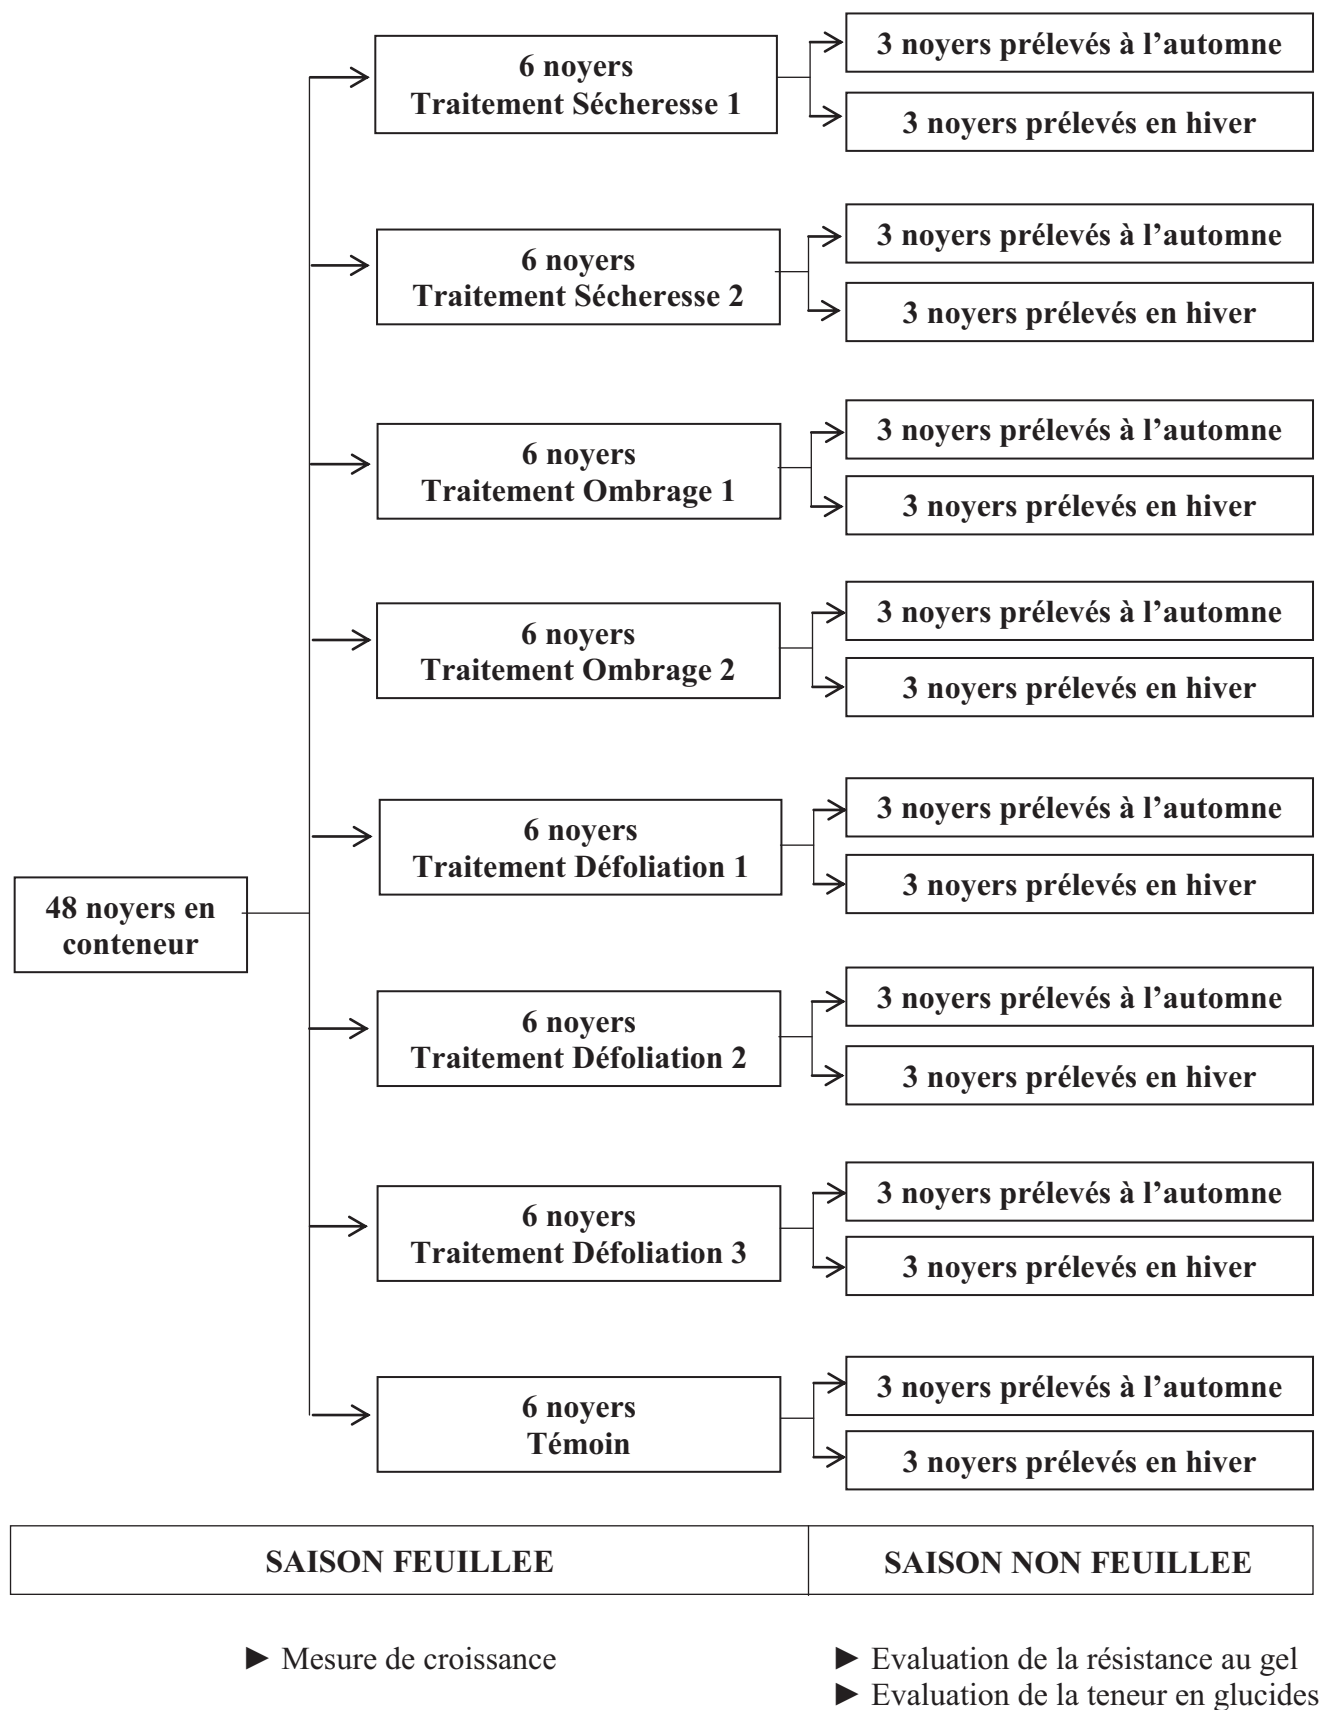 6 noyers
Traitement Sécheresse 1
3 noyers prélevés à l’automne
3 noyers prélevés en hiver
6 noyers
Traitement Sécheresse 2
3 noyers prélevés à l’automne
3 noyers prélevés en hiver
6 noyers
Traitement Ombrage 1
3 noyers prélevés à l’automne
3 noyers prélevés en hiver
6 noyers
Traitement Ombrage 2
3 noyers prélevés à l’automne
3 noyers prélevés en hiver
6 noyers
Traitement Défoliation 1
3 noyers prélevés à l’automne
3 noyers prélevés en hiver
48 noyers en
conteneur
6 noyers
Traitement Défoliation 2
3 noyers prélevés à l’automne
3 noyers prélevés en hiver
6 noyers
Traitement Défoliation 3
3 noyers prélevés à l’automne
3 noyers prélevés en hiver
6 noyers
Témoin
3 noyers prélevés à l’automne
3 noyers prélevés en hiver
SAISON FEUILLEE
SAISON NON FEUILLEE
► Mesure de croissance
► Evaluation de la résistance au gel
► Evaluation de la teneur en glucides